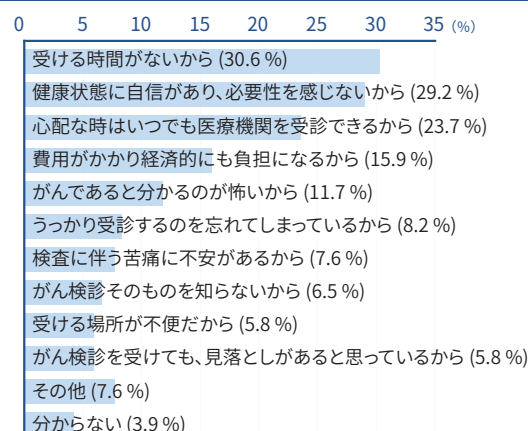 0 5 10 15 20 25 30 35 (%)
受ける時間がないから (30.6 %)
健康状態に自信があり、必要性を感じないから (29.2 %)
心配な時はいつでも医療機関を受診できるから (23.7 %)
費用がかかり経済的にも負担になるから (15.9 %)
がんであると分かるのが怖いから (11.7 %)
うっかり受診するのを忘れてしまっているから (8.2 %)
検査に伴う苦痛に不安があるから (7.6 %)
がん検診そのものを知らないから (6.5 %)
受ける場所が不便だから (5.8 %)
がん検診を受けても、見落としがあると思っているから (5.8 %)
その他 (7.6 %)
分からない (3.9 %)